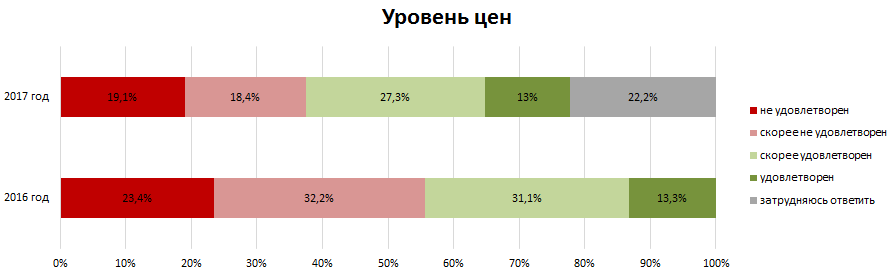 Уровень цен
2017 год
19,1%
18,4%
27,3%
13%
22,2%
2016 год
23,4%
32,2%
31,1%
13,3%
0%
10%
20%
30%
40%
50%
60%
70%
80%
90%
100%
не удовлетворен
скорее не удовлетворен
скорее удовлетворен
удовлетворен
затрудняюсь ответить